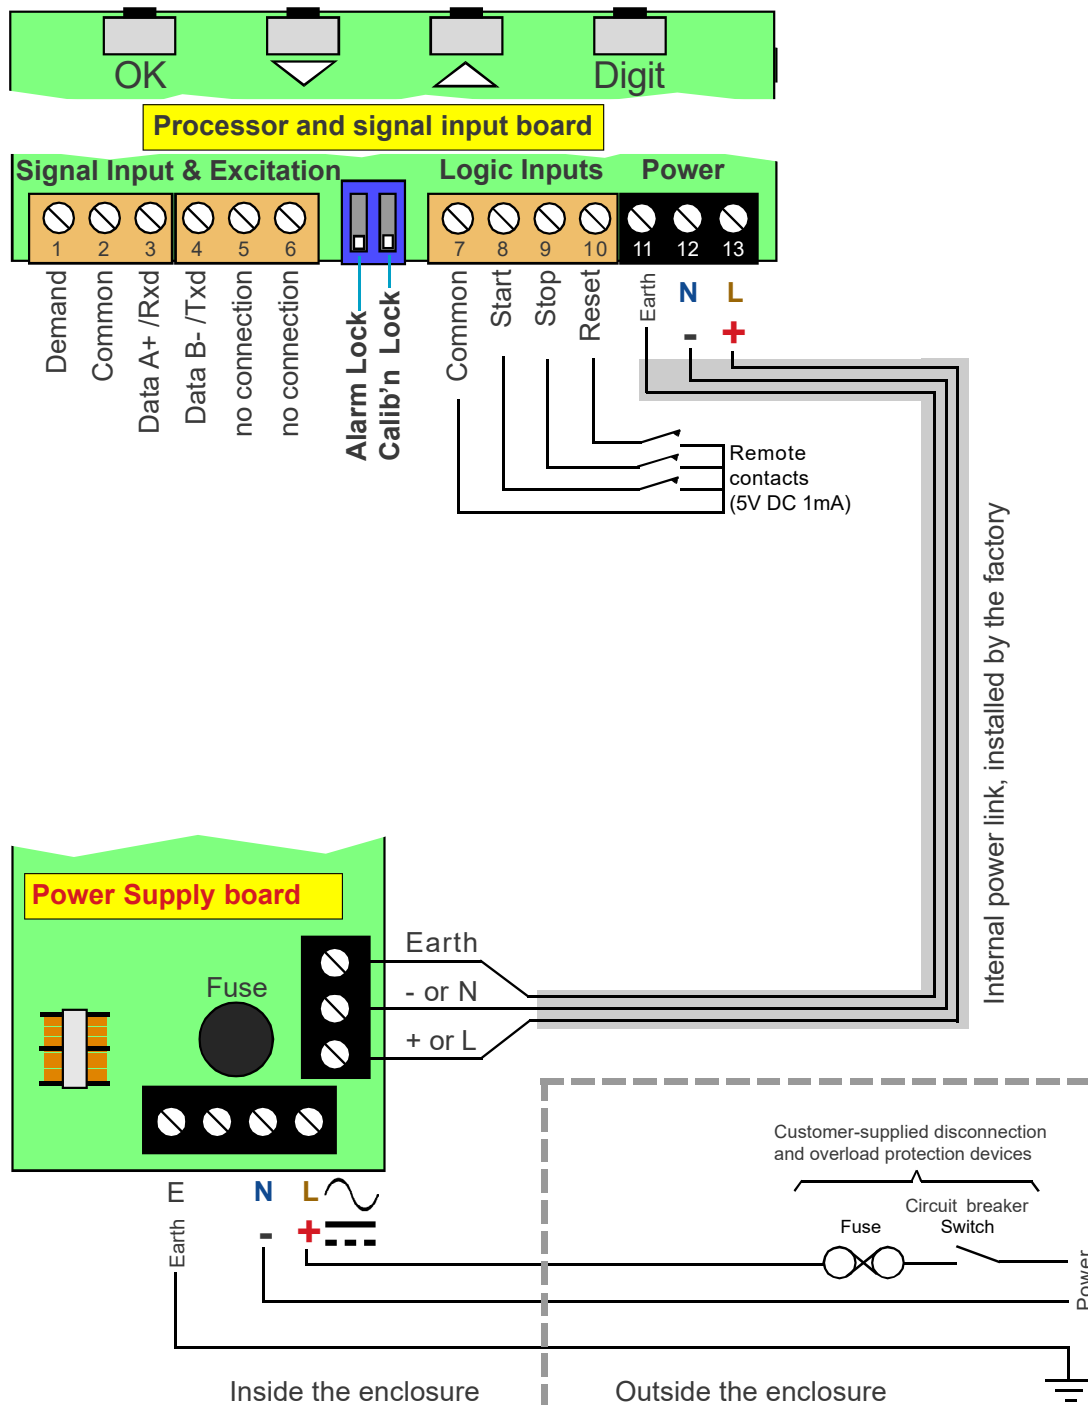 OK
Digit
Processor and signal input board
Signal Input & Excitation
Logic Inputs
Power
1
2
3
4
5
6
7
8
9
10
11
12
13
Demand
Common
Data A+ /Rxd
Data B- /Txd
no connection
no connection
Alarm Lock
Calib'n Lock
Common
Start
Stop
Reset
Earth
N
-
L
+
Remote
contacts
(5V DC 1mA)
Internal power link, installed by the factory
Power Supply board
Fuse
Earth
- or N
+ or L
E
Earth
N
-
L
+
Customer-supplied disconnection
and overload protection devices
Circuit breaker
Fuse
Switch
Power
Inside the enclosure
Outside the enclosure